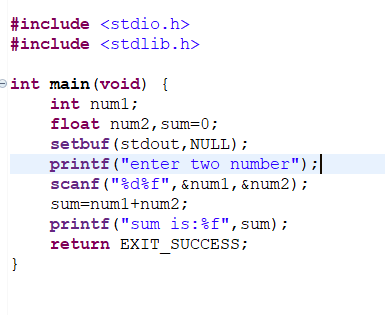 #include <stdio.h>
#include <stdlib.h>
int main(void) {
int num1;
float num2,sum=0;
setbuf(stdout,NULL);
printf("enter two number");
scanf("%d%f",&num1,&num2);
sum=num1+num2;
printf("sum is:%f",sum);
return EXIT_SUCCESS;
}